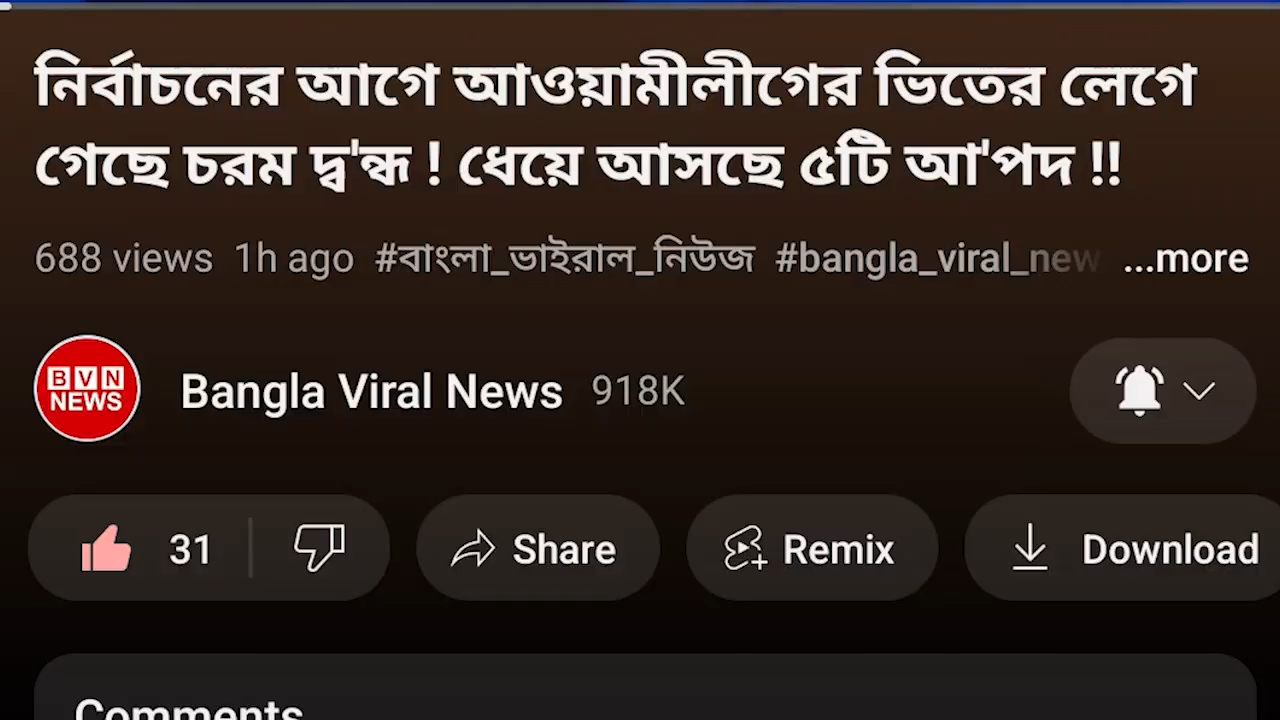 নির্বাচনের আগে আওয়ামীলীগের ভিতের লেগে
গেছে চরম দ্ব'ন্ধ ! ধেয়ে আসছে ৫টি আ'পদ !!
688 views 1h ago #বাংলা_ভাইরাল_নিউজ #bangla_viral_new ...more
BVN
NEWS
Bangla Viral News 918K
31 Share Remix Download
Comments